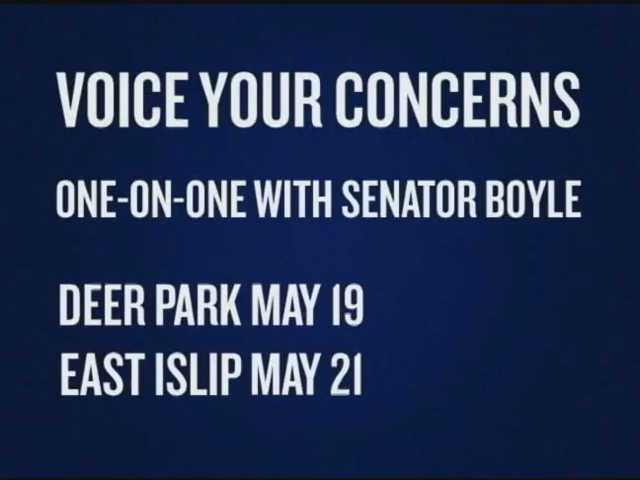 VOICE YOUR CONCERNS
ONE-ON-ONE WITH SENATOR BOYLE
DEER PARK MAY 19
EAST ISLIP MAY 21